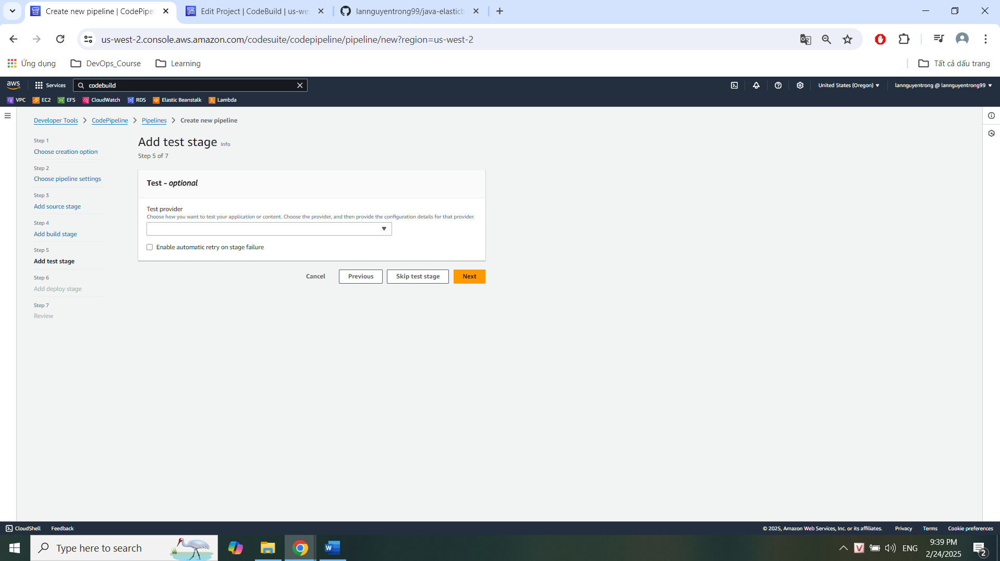 Create new pipeline | CodePipel
Edit Project | CodeBuild | us-we
lannguyentrong99/java-elasticb
us-west-2.console.aws.amazon.com/codesuite/codepipeline/pipeline/new?region=us-west-2
Ứng dụng
DevOps_Course
Learning
Tất cả dấu trang
aws
Services
codebuild
United States (Oregon)
lannguyentrong @ lannguyentrong99
VPC
EC2
EFS
CloudWatch
RDS
Elastic Beanstalk
Lambda
Developer Tools
CodePipeline
Pipelines
Create new pipeline
Step 1
Choose creation option
Step 2
Choose pipeline settings
Step 3
Add source stage
Step 4
Add build stage
Step 5
Add test stage
Step 6
Add deploy stage
Step 7
Review
Add test stage Info
Step 5 of 7
Test - optional
Test provider
Choose how you want to test your application or content. Choose the provider, and then provide the configuration details for that provider.
Enable automatic retry on stage failure
Cancel
Previous
Skip test stage
Next
CloudShell
Feedback
© 2025, Amazon Web Services, Inc. or its affiliates.
Privacy
Terms
Cookie preferences
Type here to search
ENG
9:39 PM
2/24/2025
2